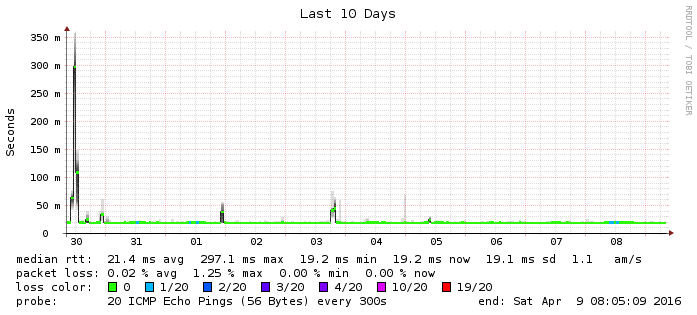 Last 10 Days
RRDTOOL / TOBI OETIKER
Seconds
350 m
300 m
250 m
200 m
150 m
100 m
50 m
0
30 31 01 02 03 04 05 06 07 08
median rtt: 21.4 ms avg 297.1 ms max 19.2 ms min 19.2 ms now 19.1 ms sd 1.1 am/s
packet loss: 0.02 % avg 1.25 % max 0.00 % min 0.00 % now
loss color: 0 1/20 2/20 3/20 4/20 10/20 19/20
probe: 20 ICMP Echo Pings (56 Bytes) every 300s end: Sat Apr 9 08:05:09 2016